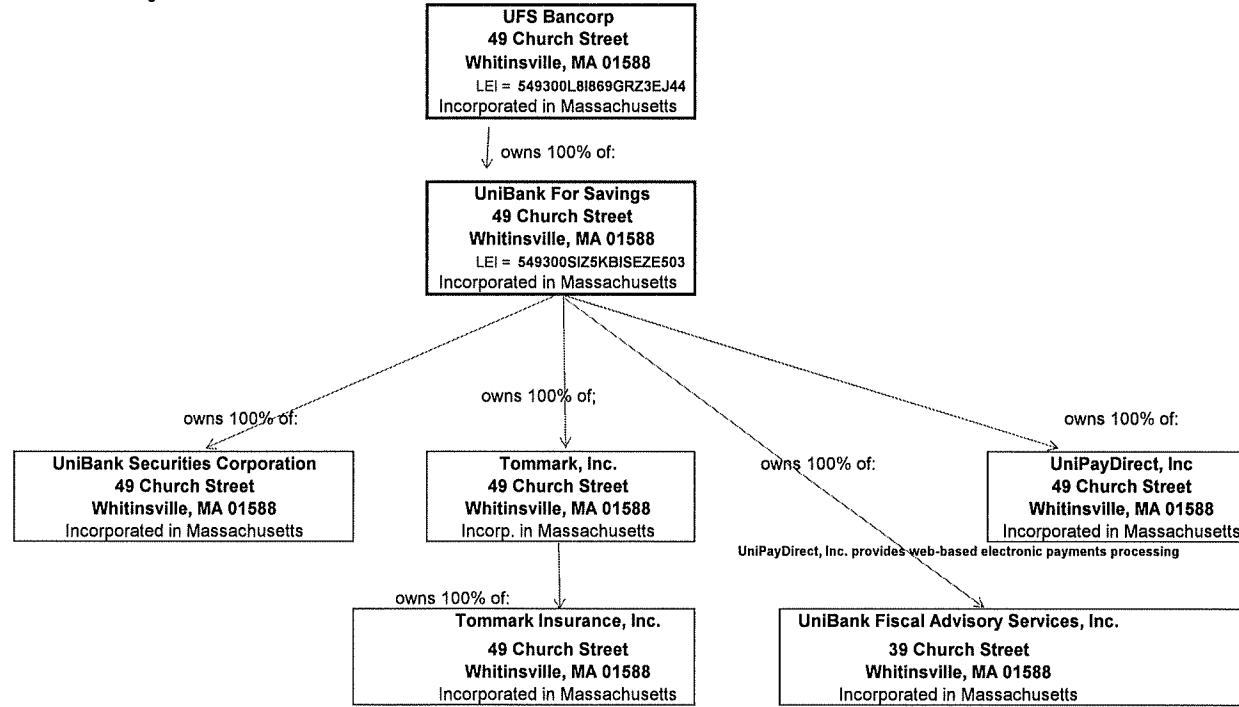 UFS Bancorp
49 Church Street
Whitinsville, MA 01588
LEI = 549300L8I869GRZ3EJ44
Incorporated in Massachusetts
owns 100% of:
UniBank For Savings
49 Church Street
Whitinsville, MA 01588
LEI = 549300SIZ5KBISEZE503
Incorporated in Massachusetts
owns 100% of:
UniBank Securities Corporation
49 Church Street
Whitinsville, MA 01588
Incorporated in Massachusetts
owns 100% of;
Tommark, Inc.
49 Church Street
Whitinsville, MA 01588
Incorp. in Massachusetts
owns 100% of:
UniPayDirect, Inc
49 Church Street
Whitinsville, MA 01588
Incorporated in Massachusetts
UniPayDirect, Inc. provides web-based electronic payments processing
owns 100% of:
Tommark Insurance, Inc.
49 Church Street
Whitinsville, MA 01588
Incorporated in Massachusetts
owns 100% of:
UniBank Fiscal Advisory Services, Inc.
39 Church Street
Whitinsville, MA 01588
Incorporated in Massachusetts